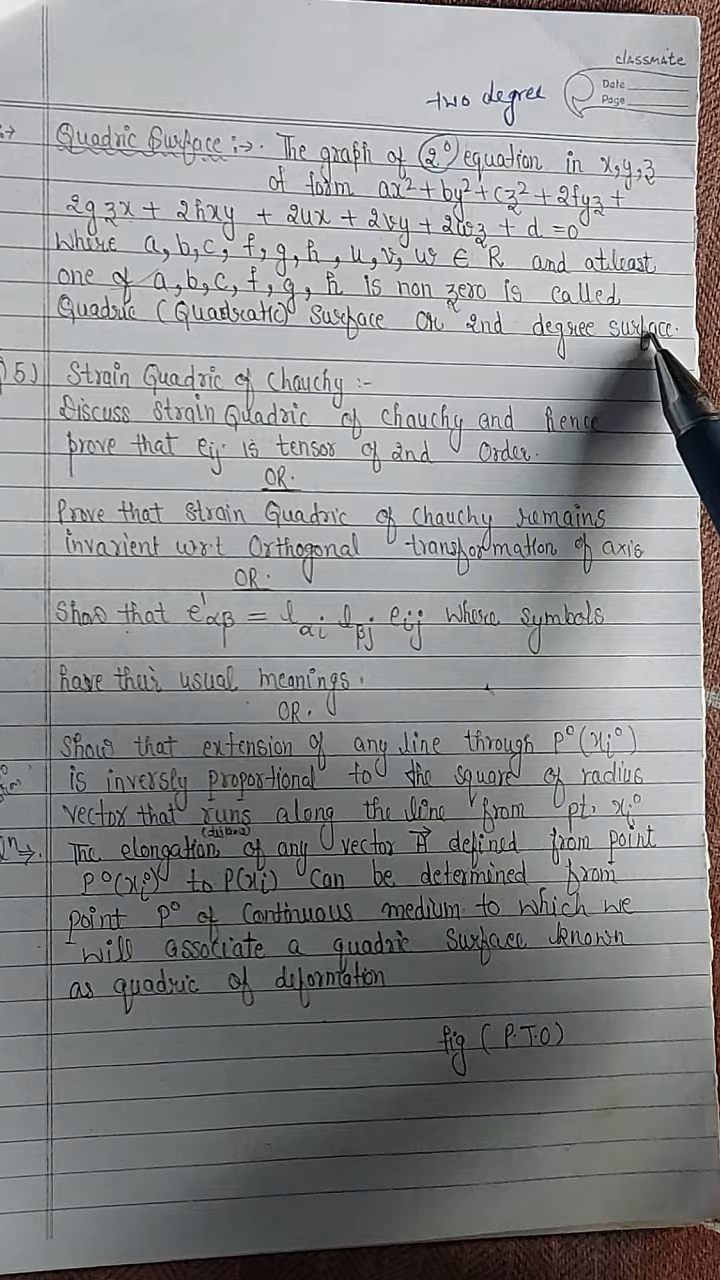 classmate
two degree
Date
Page
Quadric Surface :→. The graph of 2° equation in x,y,z
of form ax² + by² + cz² + 2fyz +
2gzx + 2hxy + 2ux + 2vy + 2wz + d = 0
Where a, b, c, f, g, h, u, v, w ∈ R and atleast
one of a, b, c, f, g, h is non zero is called
Quadric (Quadratic) surface or 2nd degree surface.
5) Strain Quadric of Chauchy :-
Discuss strain Quadric of Chauchy and hence
prove that eij is tensor of 2nd Order.
OR.
Prove that strain Quadric of Chauchy remains
invarient wrt Orthogonal transformation of axis
OR.
Show that e'αβ = lαi lβj eij where symbols
have their usual meanings.
OR.
Show that extension of any line through P°(xi°)
is inversly proportional to the square of radius
vector that runs along the line from pt. xi°
The elongation of any vector A⃗ defined from point
P°(xi°) to P(xi) can be determined from
point P° of continuous medium to which we
will assotiate a quadric surface known
as quadric of deformation
fig (P.T.O)